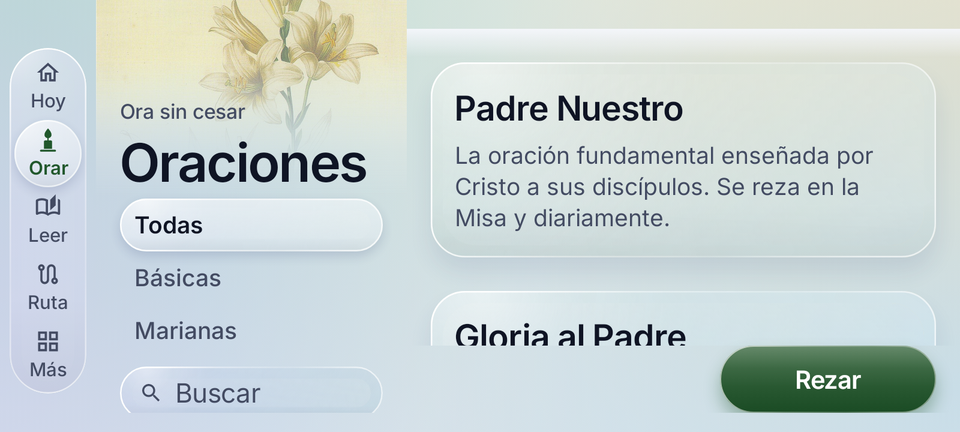 Hoy
Orar
Leer
Ruta
Más
Ora sin cesar
Oraciones
Todas
Básicas
Marianas
Buscar
Padre Nuestro
La oración fundamental enseñada por
Cristo a sus discípulos. Se reza en la
Misa y diariamente.
Gloria al Padre
Rezar